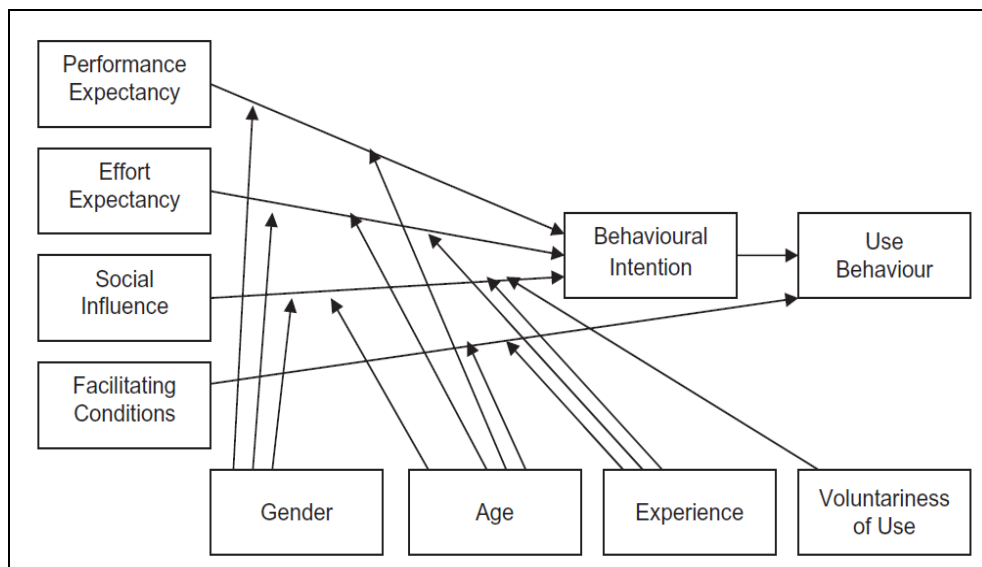 Performance
Expectancy
Effort
Expectancy
Social
Influence
Facilitating
Conditions
Behavioural
Intention
Use
Behaviour
Gender
Age
Experience
Voluntariness
of Use